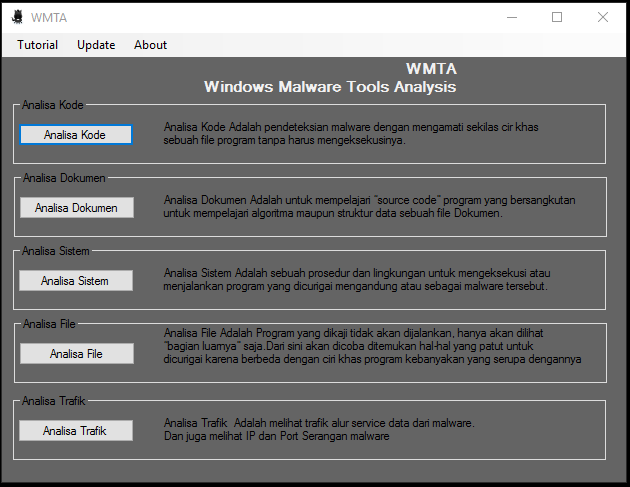 WMTA
Tutorial Update About
WMTA
Windows Malware Tools Analysis
Analisa Kode
Analisa Kode
Analisa Kode Adalah pendeteksian malware dengan mengamati sekilas cir khas
sebuah file program tanpa harus mengeksekusinya.
Analisa Dokumen
Analisa Dokumen
Analisa Dokumen Adalah untuk mempelajari "source code" program yang bersangkutan
untuk mempelajari algoritma maupun struktur data sebuah file Dokumen.
Analisa Sistem
Analisa Sistem
Analisa Sistem Adalah sebuah prosedur dan lingkungan untuk mengeksekusi atau
menjalankan program yang dicurigai mengandung atau sebagai malware tersebut.
Analisa File
Analisa File
Analisa File Adalah Program yang dikaji tidak akan dijalankan, hanya akan dilihat
"bagian luarnya" saja.Dari sini akan dicoba ditemukan hal-hal yang patut untuk
dicurigai karena berbeda dengan ciri khas program kebanyakan yang serupa dengannya
Analisa Trafik
Analisa Trafik
Analisa Trafik  Adalah melihat trafik alur service data dari malware.
Dan juga melihat IP dan Port Serangan malware